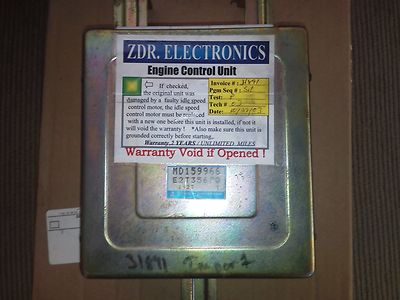 ZDR. ELECTRONICS
Engine Control Unit
If checked,
the original unit was
damaged by a faulty idle speed
control motor, the idle speed
control motor must be replaced
with a new one before this unit is installed, if not it
will void the warranty ! *Also make sure this unit is
grounded correctly before starting.
Warranty, 2 YEARS / UNLIMITED MILES
Invoice # : 31891
Pgm Seq # :
Test:
Tech #
Date:
Warranty Void if Opened !
MD159966
31891